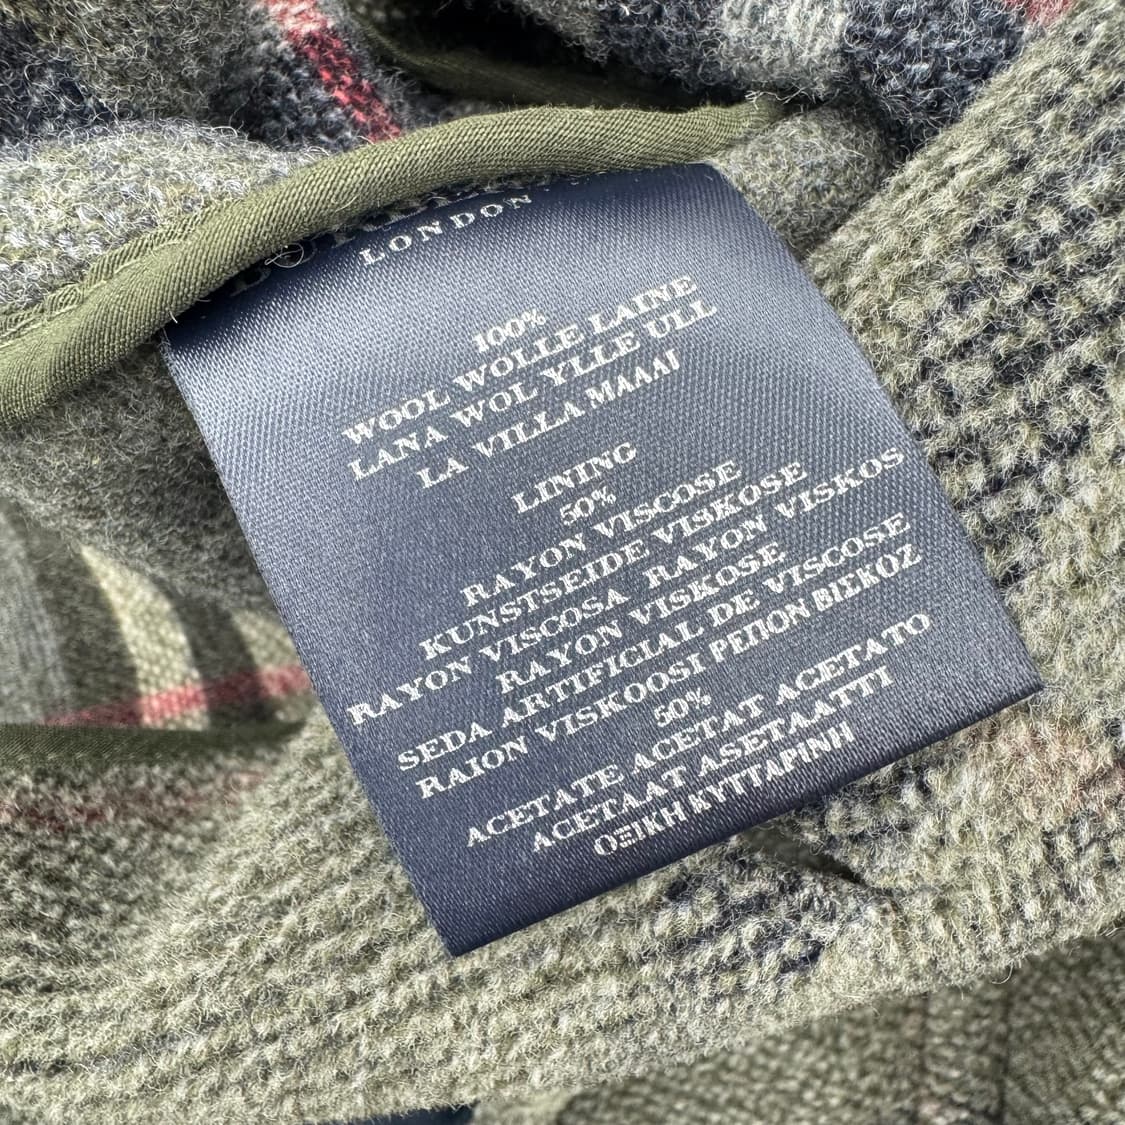 LONDON
100%
WOOL WOLLE LAINE
LANA WOL YLLE ULL
LA VILLA ΜΑΛΛΙ
LINING
50%
RAYON VISCOSE
KUNSTSEIDE VISKOSE
RAYON VISCOSA RAYON VISKOS
RAYON VISKOSE
SEDA ARTIFICIAL DE VISCOSE
RAION VISKOOSI ΡΕΠΟΝ ΒΙΣΚΟΖ
50%
ACETATE ACETAT ACETATO
ACETAAT ASETAATTI
ΟΞΙΚΗ ΚΥΤΤΑΡΙΝΗ